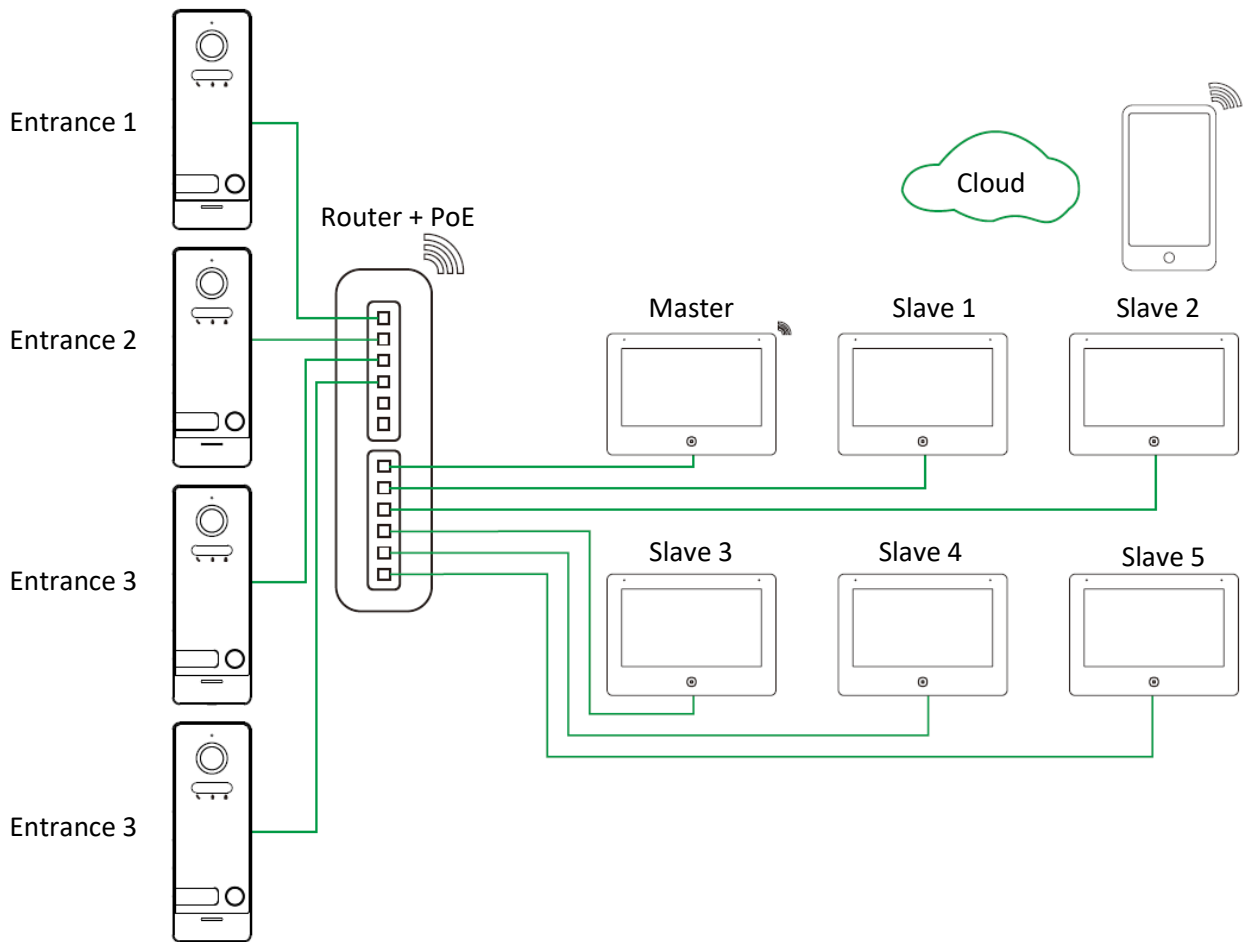 Entrance 1
Router + PoE
Cloud
Entrance 2
Master
Slave 1
Slave 2
Entrance 3
Slave 3
Slave 4
Slave 5
Entrance 3